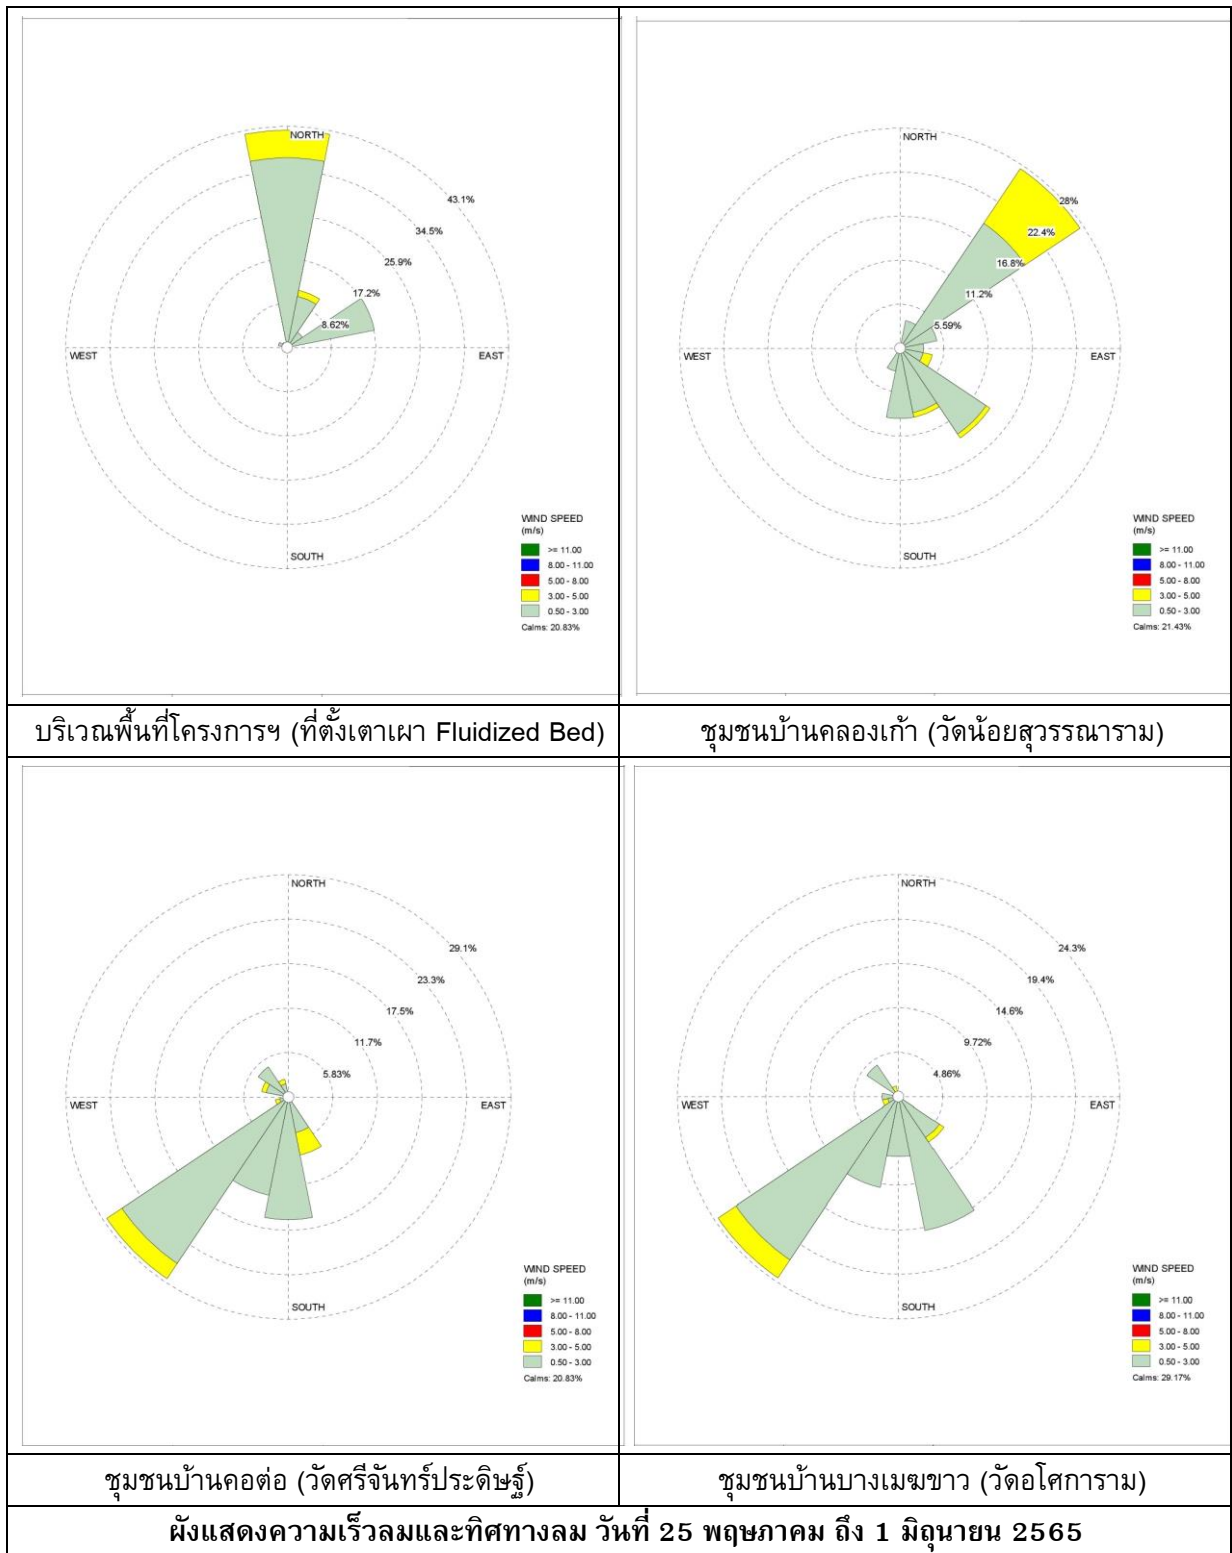 NORTH
43.1%
34.5%
25.9%
17.2%
8.62%
WEST
EAST
SOUTH
WIND SPEED
(m/s)
>= 11.00
8.00 - 11.00
5.00 - 8.00
3.00 - 5.00
0.50 - 3.00
Calms: 20.83%
บริเวณพื้นที่โครงการฯ (ที่ตั้งเตาเผา Fluidized Bed)
NORTH
28%
22.4%
16.8%
11.2%
5.59%
WEST
EAST
SOUTH
WIND SPEED
(m/s)
>= 11.00
8.00 - 11.00
5.00 - 8.00
3.00 - 5.00
0.50 - 3.00
Calms: 21.43%
ชุมชนบ้านคลองเก้า (วัดน้อยสุวรรณาราม)
NORTH
29.1%
23.3%
17.5%
11.7%
5.83%
WEST
EAST
SOUTH
WIND SPEED
(m/s)
>= 11.00
8.00 - 11.00
5.00 - 8.00
3.00 - 5.00
0.50 - 3.00
Calms: 20.83%
ชุมชนบ้านคอต่อ (วัดศรีจันทร์ประดิษฐ์)
NORTH
24.3%
19.4%
14.6%
9.72%
4.86%
WEST
EAST
SOUTH
WIND SPEED
(m/s)
>= 11.00
8.00 - 11.00
5.00 - 8.00
3.00 - 5.00
0.50 - 3.00
Calms: 29.17%
ชุมชนบ้านบางเมฆขาว (วัดอโศการาม)
ผังแสดงความเร็วลมและทิศทางลม วันที่ 25 พฤษภาคม ถึง 1 มิถุนายน 2565